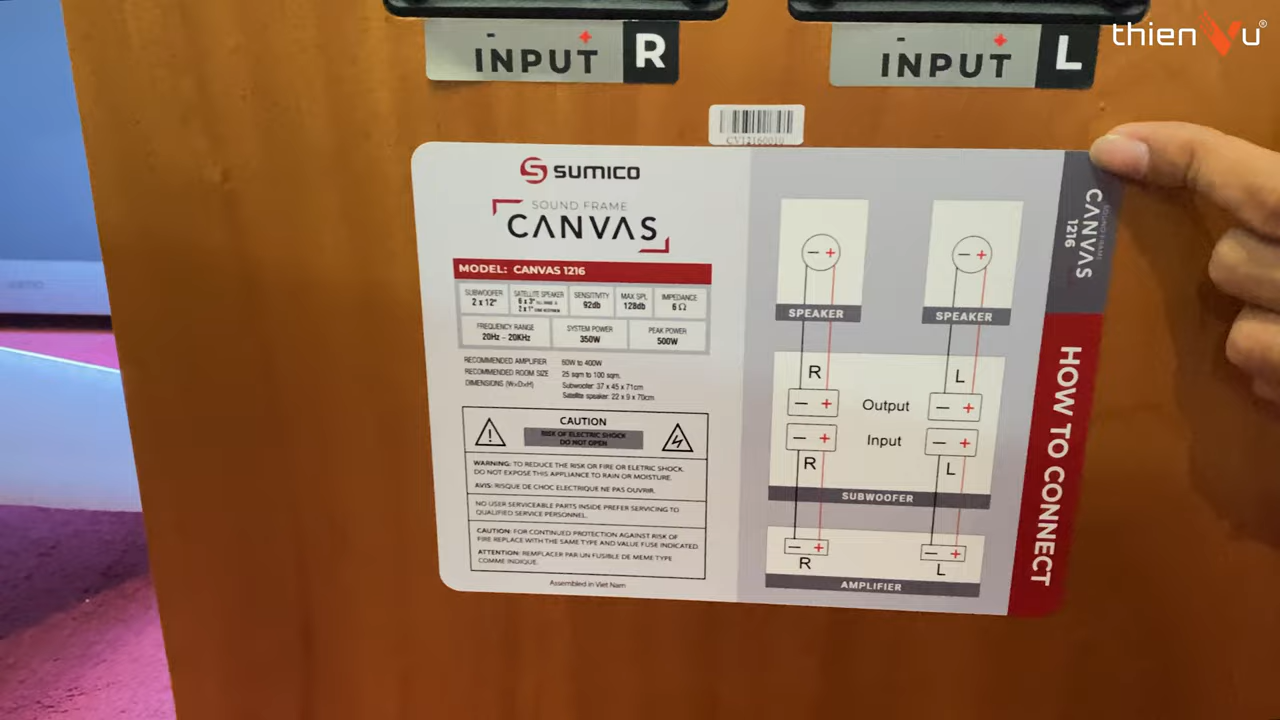 thien Vu®
- +
INPUT R
- +
INPUT L
CV12160010
SUMICO
SOUND FRAME
CANVAS
MODEL: CANVAS 1216
SUBWOOFER
2 x 12"
SATELLITE SPEAKER
6 x 3"
2 x 1"
SENSITIVITY
92db
MAX SPL
128db
IMPEDANCE
6 Ω
FREQUENCY RANGE
20Hz - 20KHz
SYSTEM POWER
350W
PEAK POWER
500W
RECOMMENDED AMPLIFIER 50W to 400W
RECOMMENDED ROOM SIZE 25 sqm to 100 sqm.
DIMENSIONS (WxDxH) Subwoofer: 37 x 45 x 71cm
Satellite speaker: 22 x 9 x 70cm
CAUTION
RISK OF ELECTRIC SHOCK
DO NOT OPEN
WARNING: TO REDUCE THE RISK OR FIRE OR ELETRIC SHOCK.
DO NOT EXPOSE THIS APPLIANCE TO RAIN OR MOISTURE.
AVIS: RISQUE DE CHOC ELECTRIQUE NE PAS OUVRIR.
NO USER SERVICEABLE PARTS INSIDE PREFER SERVICING TO
QUALIFIED SERVICE PERSONNEL.
CAUTION: FOR CONTINUED PROTECTION AGAINST RISK OF
FIRE REPLACE WITH THE SAME TYPE AND VALUE FUSE INDICATED.
ATTENTION: REMPLACER PAR UN FUSIBLE DE MEME TYPE
COMME INDIQUE.
Assembled in Viet Nam
- + - +
SPEAKER SPEAKER
R L
- + Output - +
- + Input - +
R L
SUBWOOFER
- + - +
R L
AMPLIFIER
SOUND FRAME
CANVAS
1216
HOW TO CONNECT